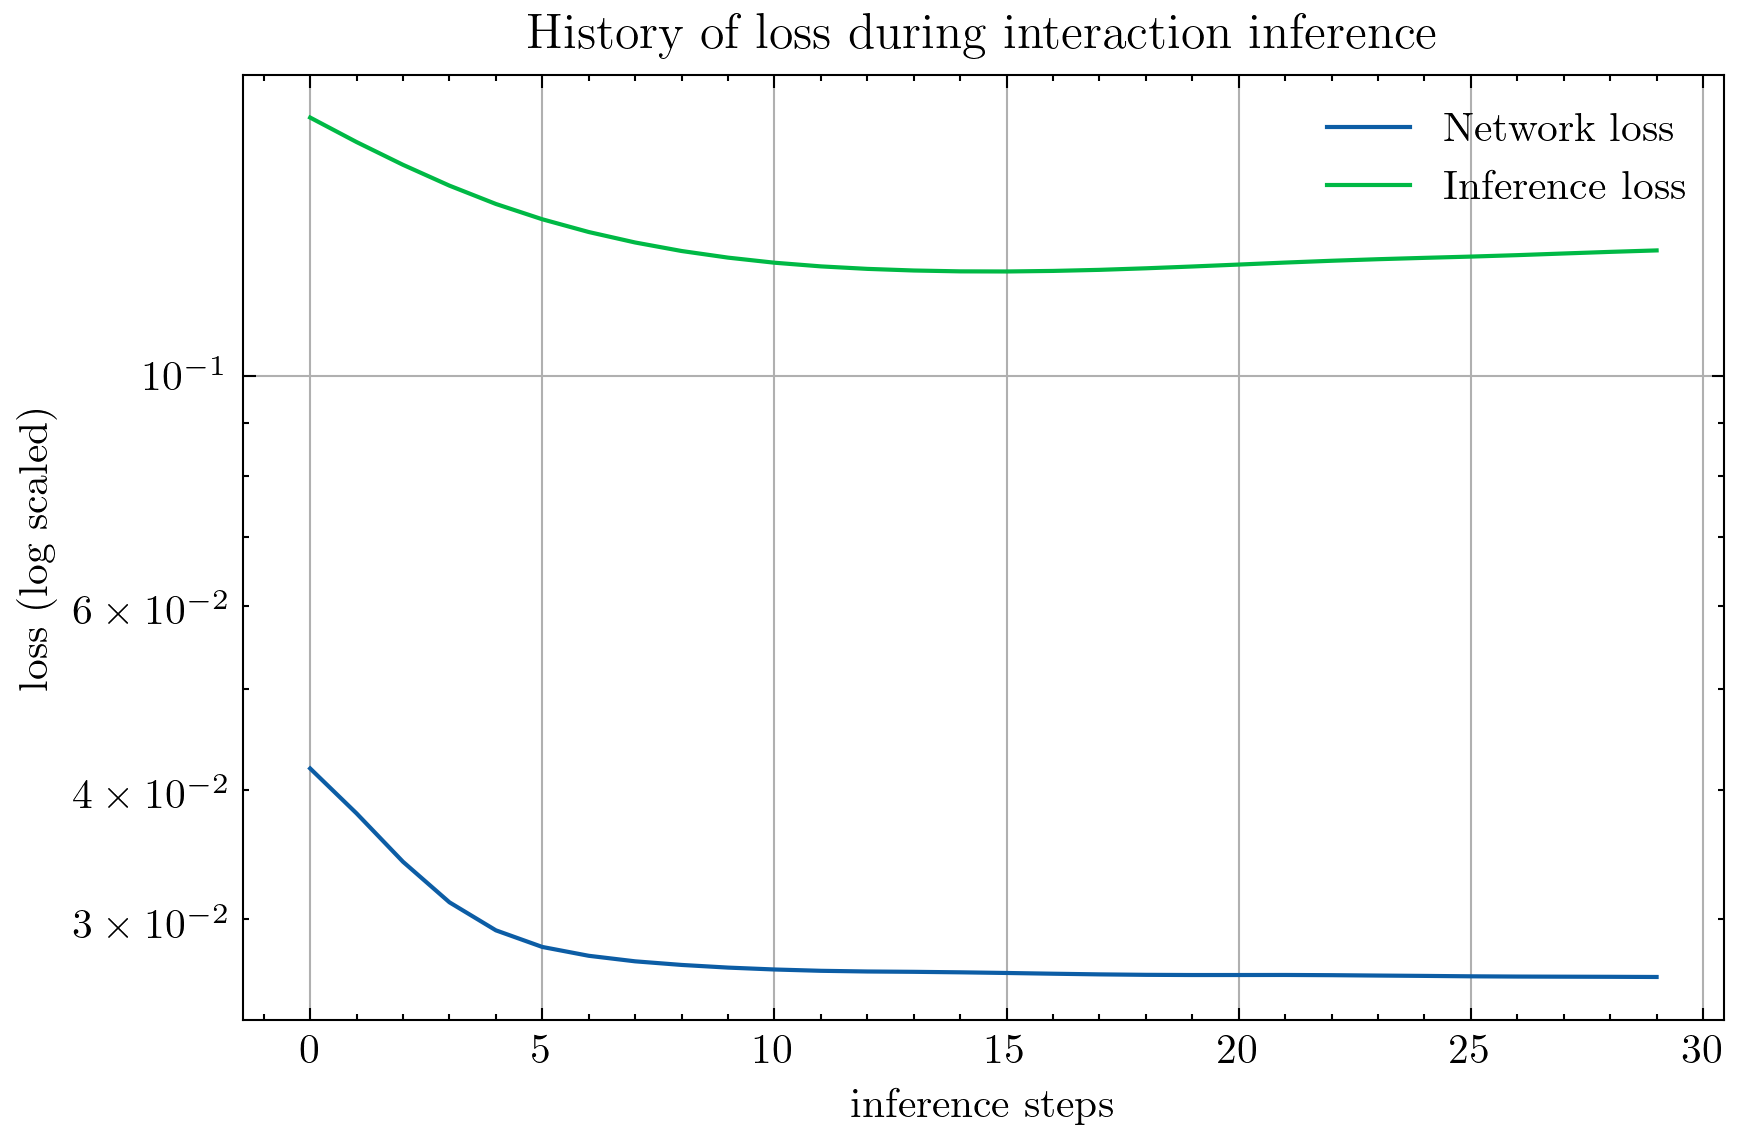 History of loss during interaction inference
Network loss
Inference loss
10⁻¹
6 × 10⁻²
4 × 10⁻²
3 × 10⁻²
loss (log scaled)
0 5 10 15 20 25 30
inference steps